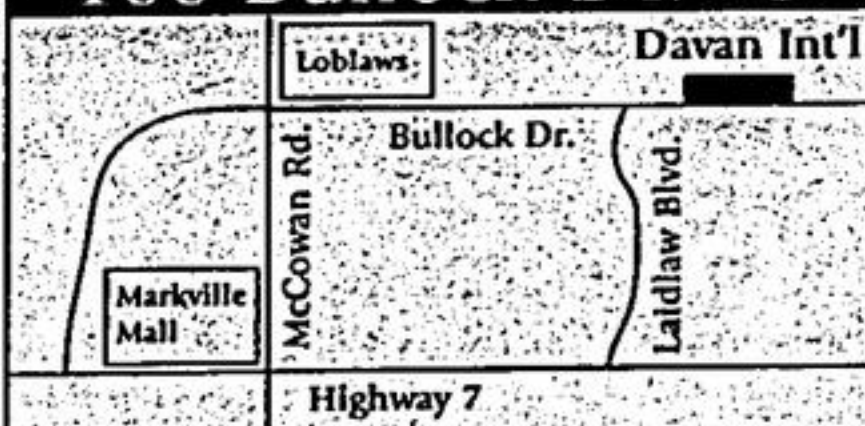 Loblaws
Davan Int'l
Bullock Dr.
McCowan Rd.
Laidlaw Blvd.
Markville
Mall
Highway 7